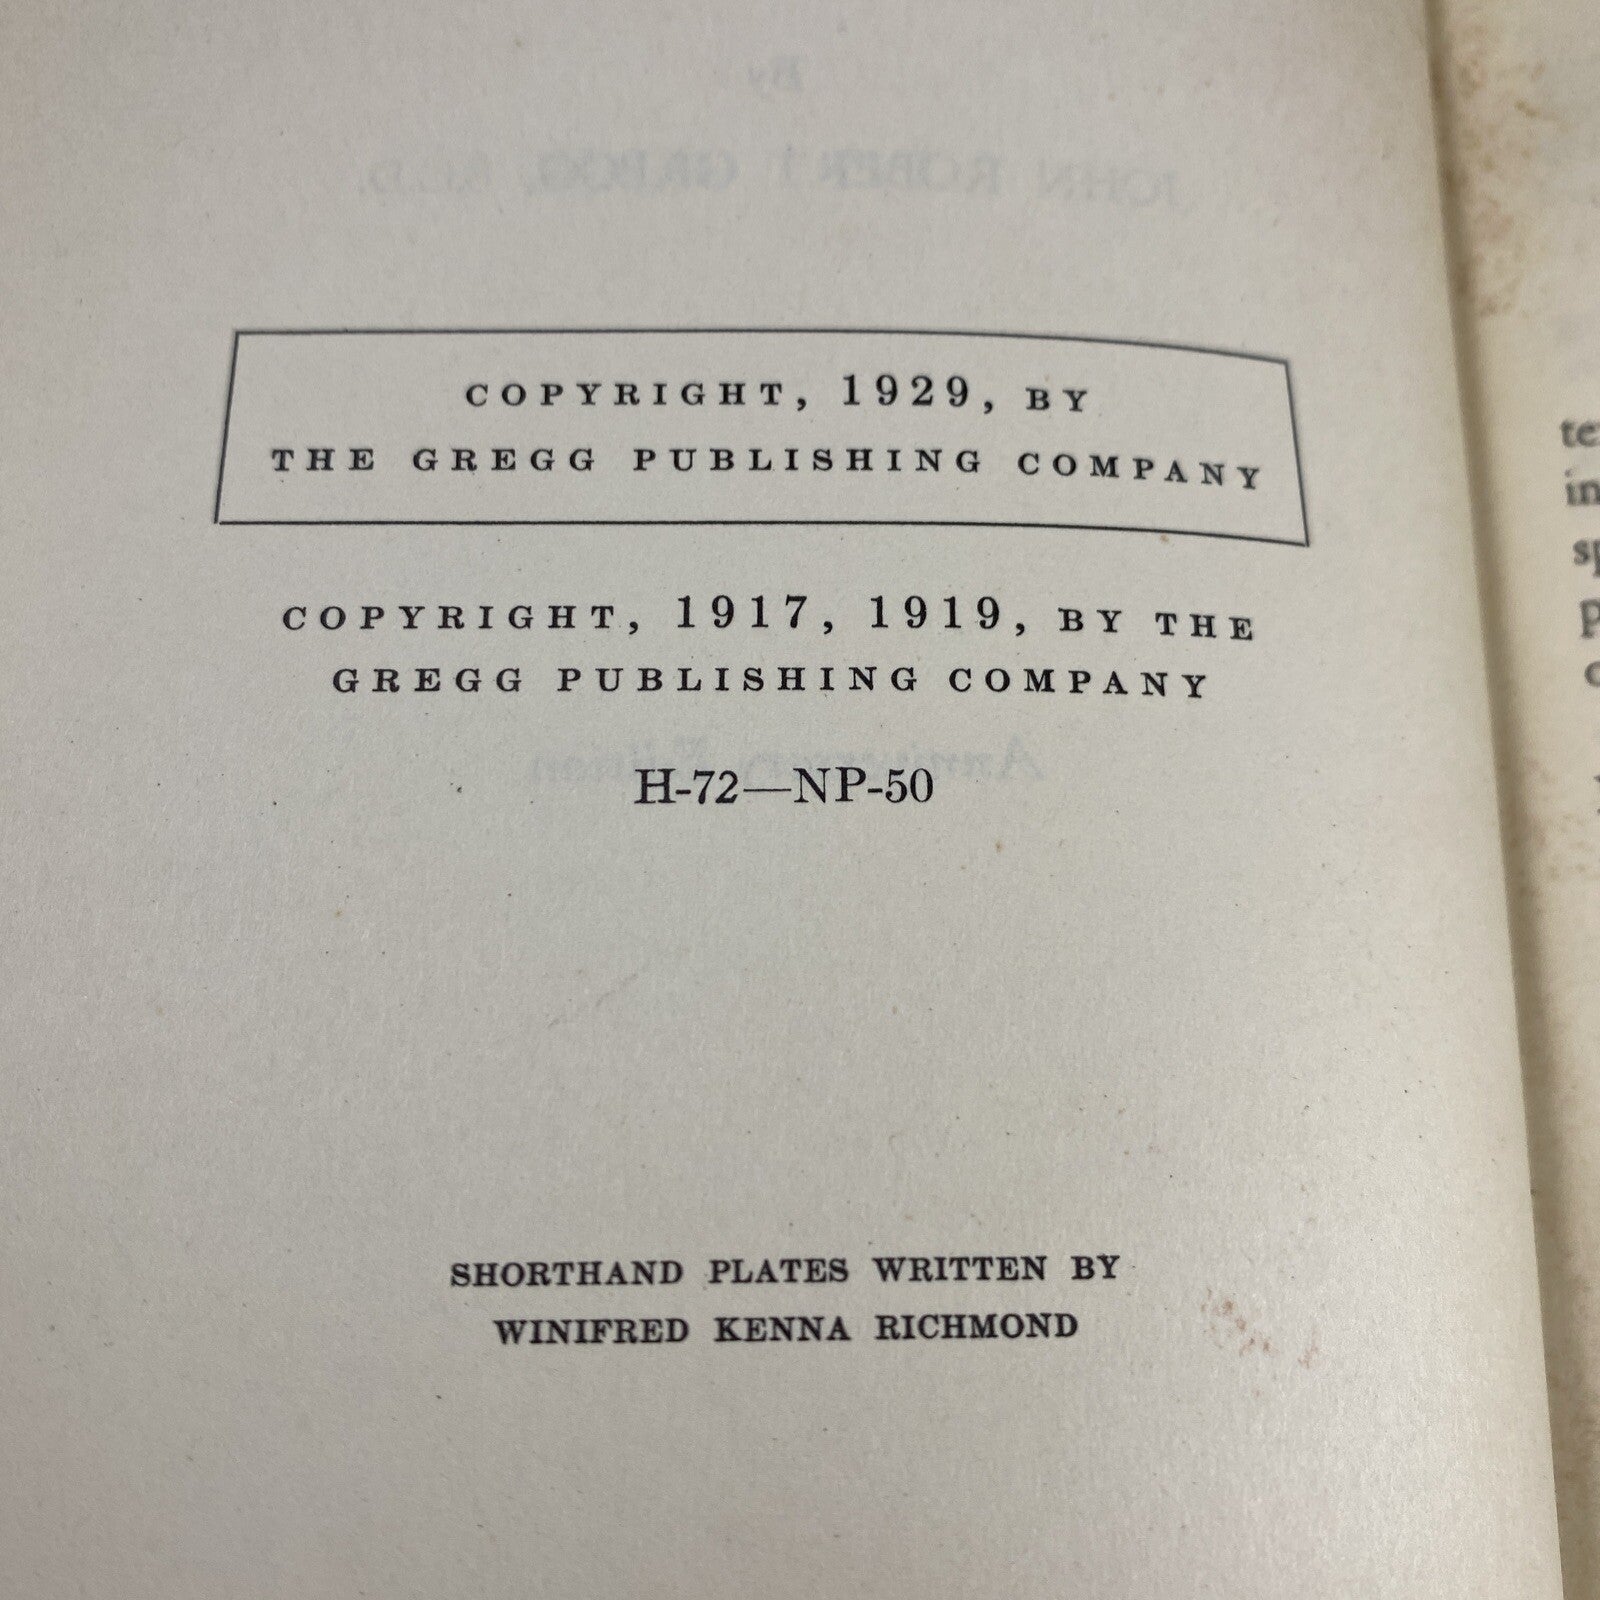 COPYRIGHT, 1929, BY
THE GREGG PUBLISHING COMPANY
COPYRIGHT, 1917, 1919, BY THE
GREGG PUBLISHING COMPANY
H-72—NP-50
SHORTHAND PLATES WRITTEN BY
WINIFRED KENNA RICHMOND
in